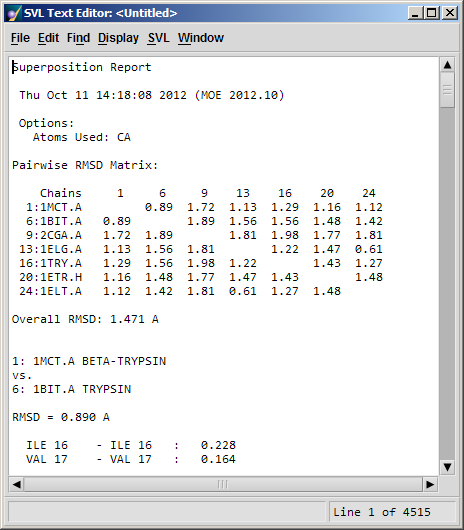 SVL Text Editor: <Untitled>
File Edit Find Display SVL Window
Superposition Report
Thu Oct 11 14:18:08 2012 (MOE 2012.10)
Options:
Atoms Used: CA
Pairwise RMSD Matrix:
Chains 1 6 9 13 16 20 24
1:1MCT.A 0.89 1.72 1.13 1.29 1.16 1.12
6:1BIT.A 0.89 1.89 1.56 1.56 1.48 1.42
9:2CGA.A 1.72 1.89 1.81 1.98 1.77 1.81
13:1ELG.A 1.13 1.56 1.81 1.22 1.47 0.61
16:1TRY.A 1.29 1.56 1.98 1.22 1.43 1.27
20:1ETR.H 1.16 1.48 1.77 1.47 1.43 1.48
24:1ELT.A 1.12 1.42 1.81 0.61 1.27 1.48
Overall RMSD: 1.471 A
1: 1MCT.A BETA-TRYPSIN
vs.
6: 1BIT.A TRYPSIN
RMSD = 0.890 A
ILE 16 - ILE 16 : 0.228
VAL 17 - VAL 17 : 0.164
Line 1 of 4515